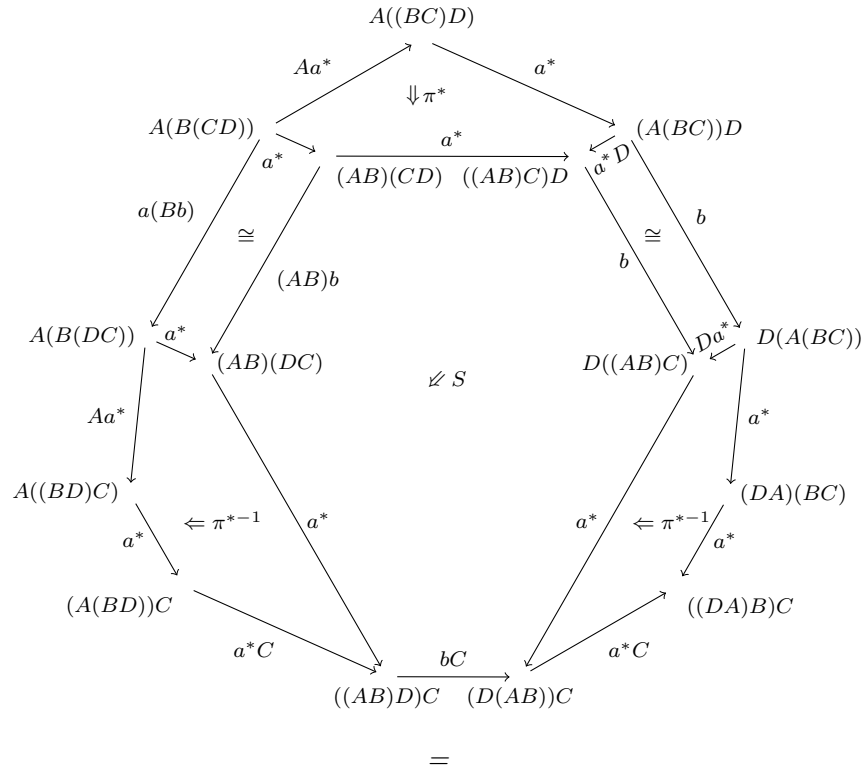 A((BC)D)
Aa* a*
⇓π*
A(B(CD)) (A(BC))D
a* a* a*D
(AB)(CD) ((AB)C)D
a(Bb) b
≅ ≅
(AB)b b
A(B(DC)) a* Da* D(A(BC))
(AB)(DC) D((AB)C)
⇙ S
Aa* a*
A((BD)C) (DA)(BC)
a* ⇐ π*−1 a* a* ⇐ π*−1 a*
(A(BD))C ((DA)B)C
a*C bC a*C
((AB)D)C (D(AB))C
=